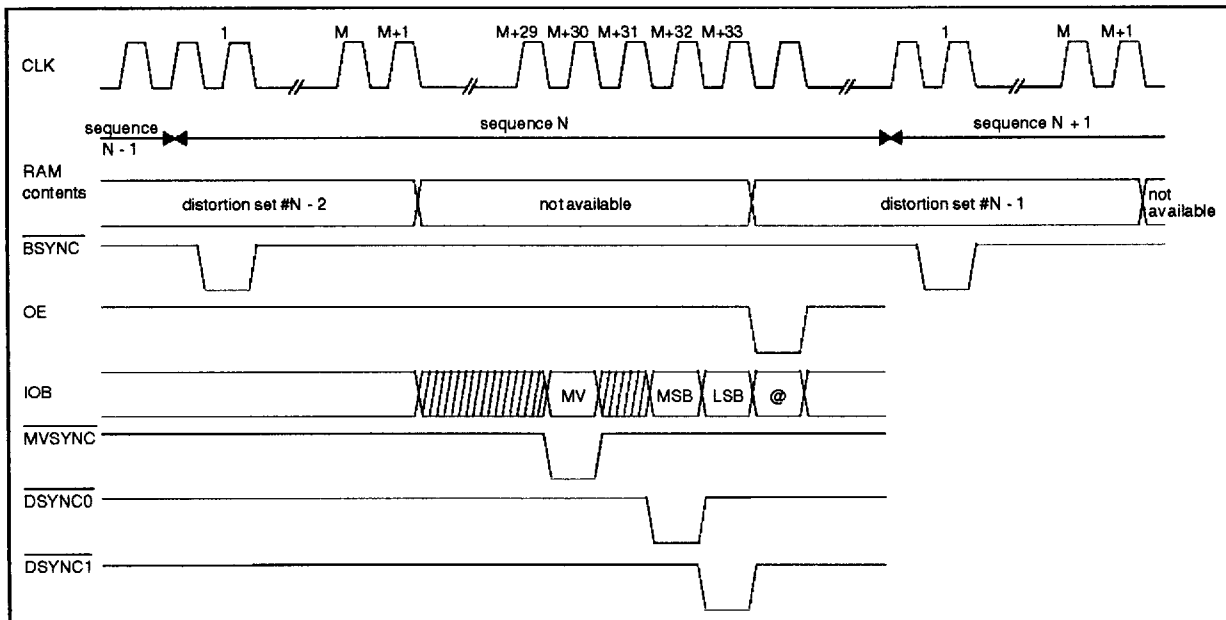 1 M M+1 M+29 M+30 M+31 M+32 M+33 1 M M+1
CLK
sequence N - 1
sequence N
sequence N + 1
RAM contents
distortion set #N - 2
not available
distortion set #N - 1
not available
BSYNC
OE
IOB
MV
MSB
LSB
@
MVSYNC
DSYNC0
DSYNC1